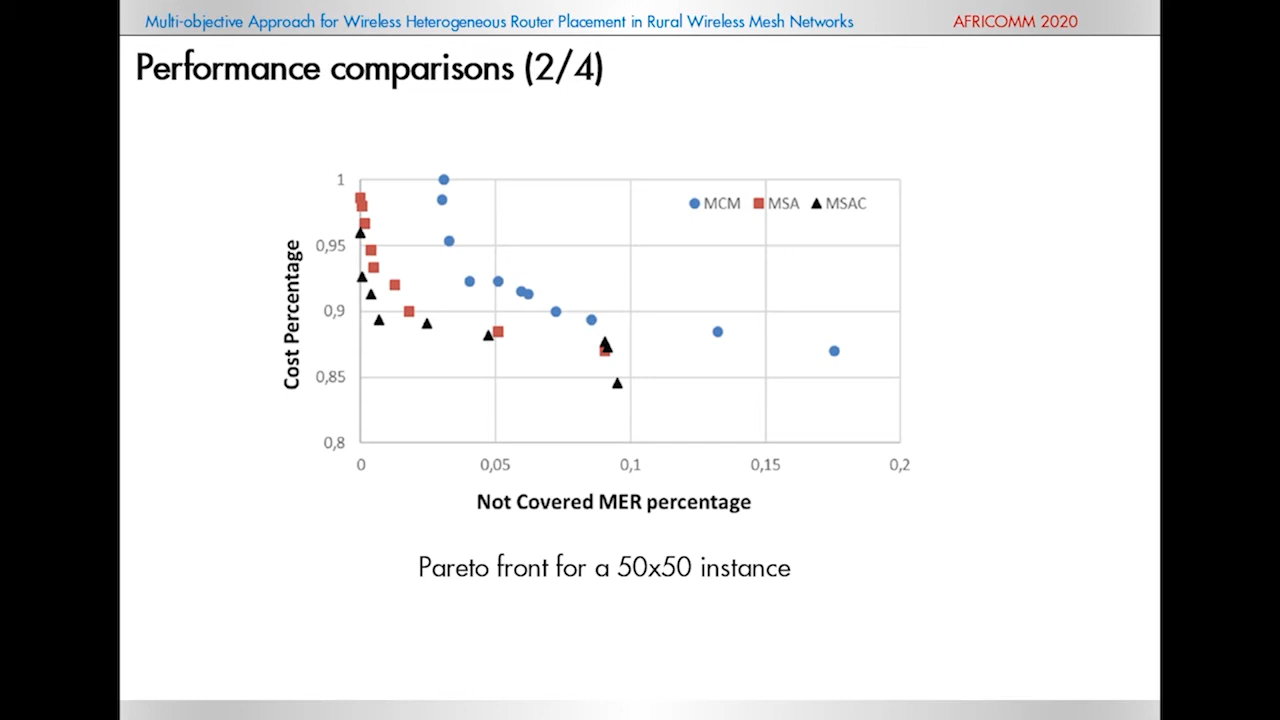 Multi-objective Approach for Wireless Heterogeneous Router Placement in Rural Wireless Mesh Networks AFRICOMM 2020
Performance comparisons (2/4)
1
0,95
0,9
0,85
0,8
Cost Percentage
MCM MSA MSAC
0 0,05 0,1 0,15 0,2
Not Covered MER percentage
Pareto front for a 50x50 instance